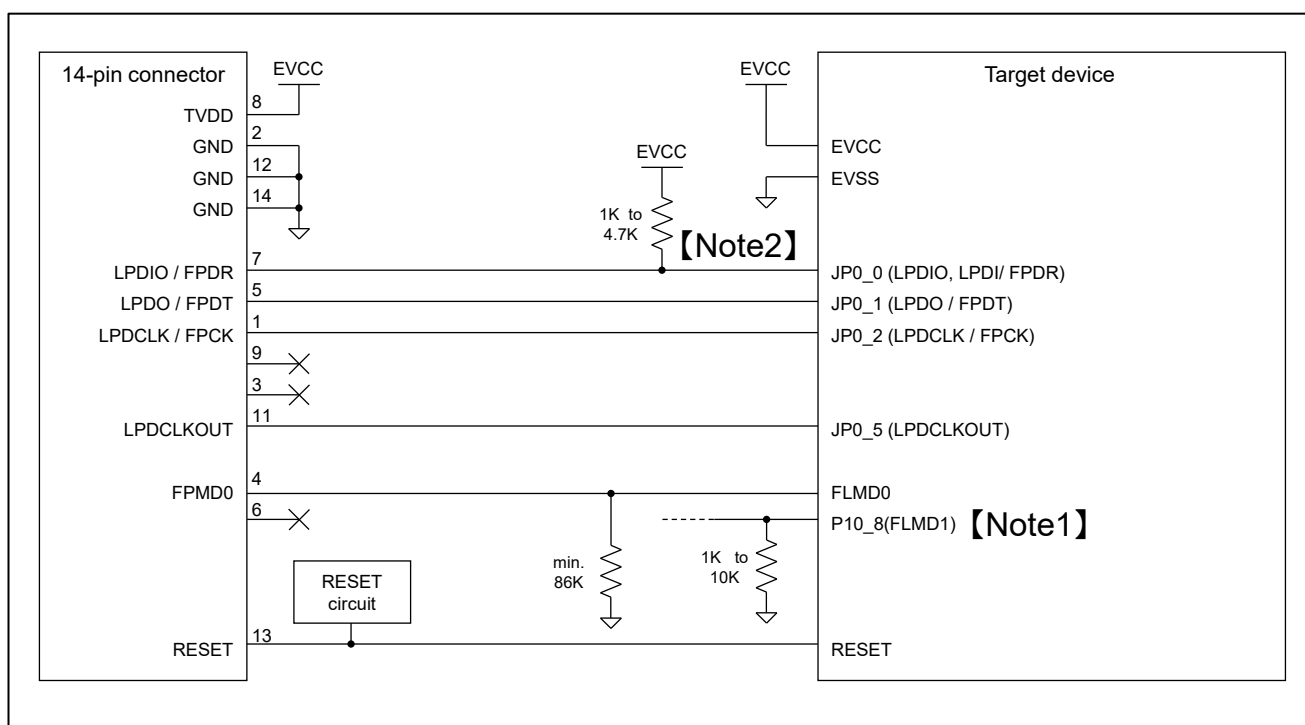 14-pin connector
EVCC
EVCC
Target device
8
TVDD
2
GND
EVCC
EVCC
12
GND
EVSS
14
GND
1K to
4.7K
【Note2】
7
LPDIO / FPDR
JP0_0 (LPDIO, LPDI/ FPDR)
5
LPDO / FPDT
JP0_1 (LPDO / FPDT)
1
LPDCLK / FPCK
JP0_2 (LPDCLK / FPCK)
9
3
11
LPDCLKOUT
JP0_5 (LPDCLKOUT)
4
FPMD0
FLMD0
6
P10_8(FLMD1)
【Note1】
min.
86K
1K to
10K
RESET
circuit
13
RESET
RESET